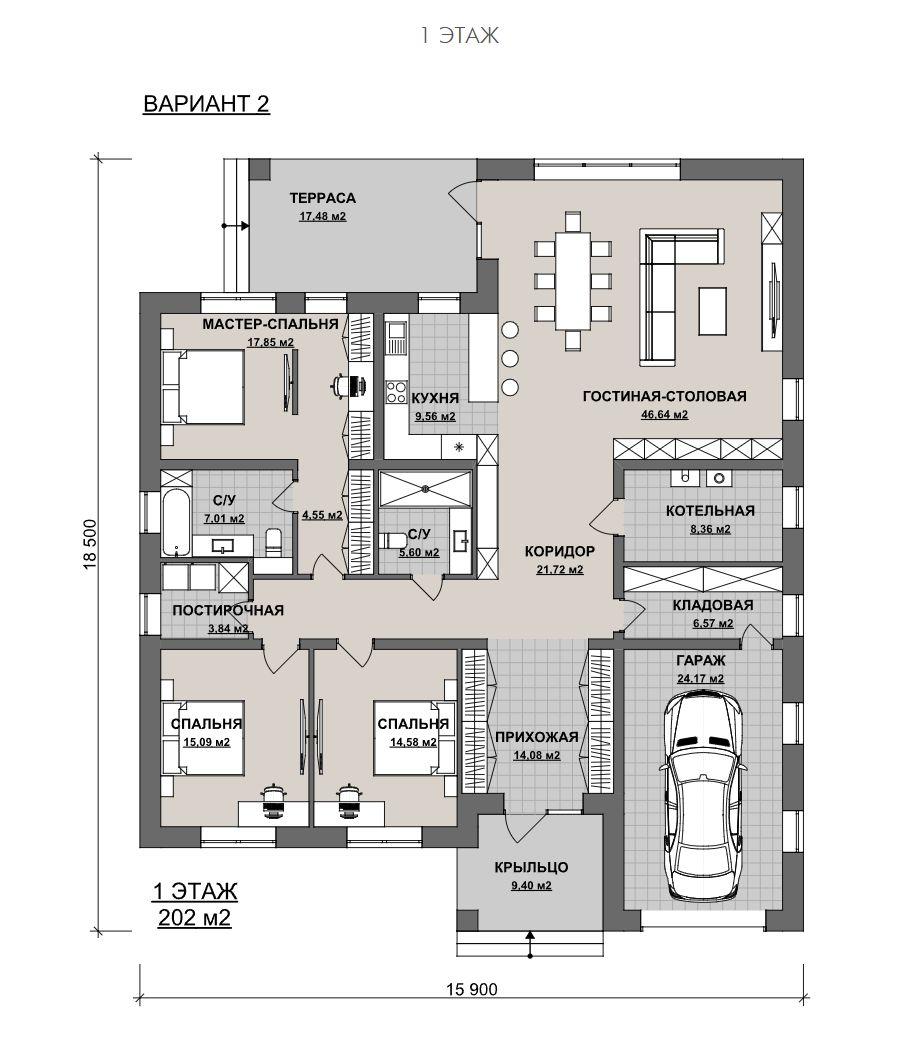 1 ЭТАЖ
ВАРИАНТ 2
ТЕРРАСА
17.48 м2
МАСТЕР-СПАЛЬНЯ
17.85 м2
КУХНЯ
9.56 м2
ГОСТИНАЯ-СТОЛОВАЯ
46.64 м2
С/У
7.01 м2
4.55 м2
С/У
5.60 м2
КОТЕЛЬНАЯ
8.36 м2
КОРИДОР
21.72 м2
18 500
ПОСТИРОЧНАЯ
3.84 м2
КЛАДОВАЯ
6.57 м2
ГАРАЖ
24.17 м2
СПАЛЬНЯ
15.09 м2
СПАЛЬНЯ
14.58 м2
ПРИХОЖАЯ
14.08 м2
КРЫЛЬЦО
9.40 м2
1 ЭТАЖ
202 м2
15 900